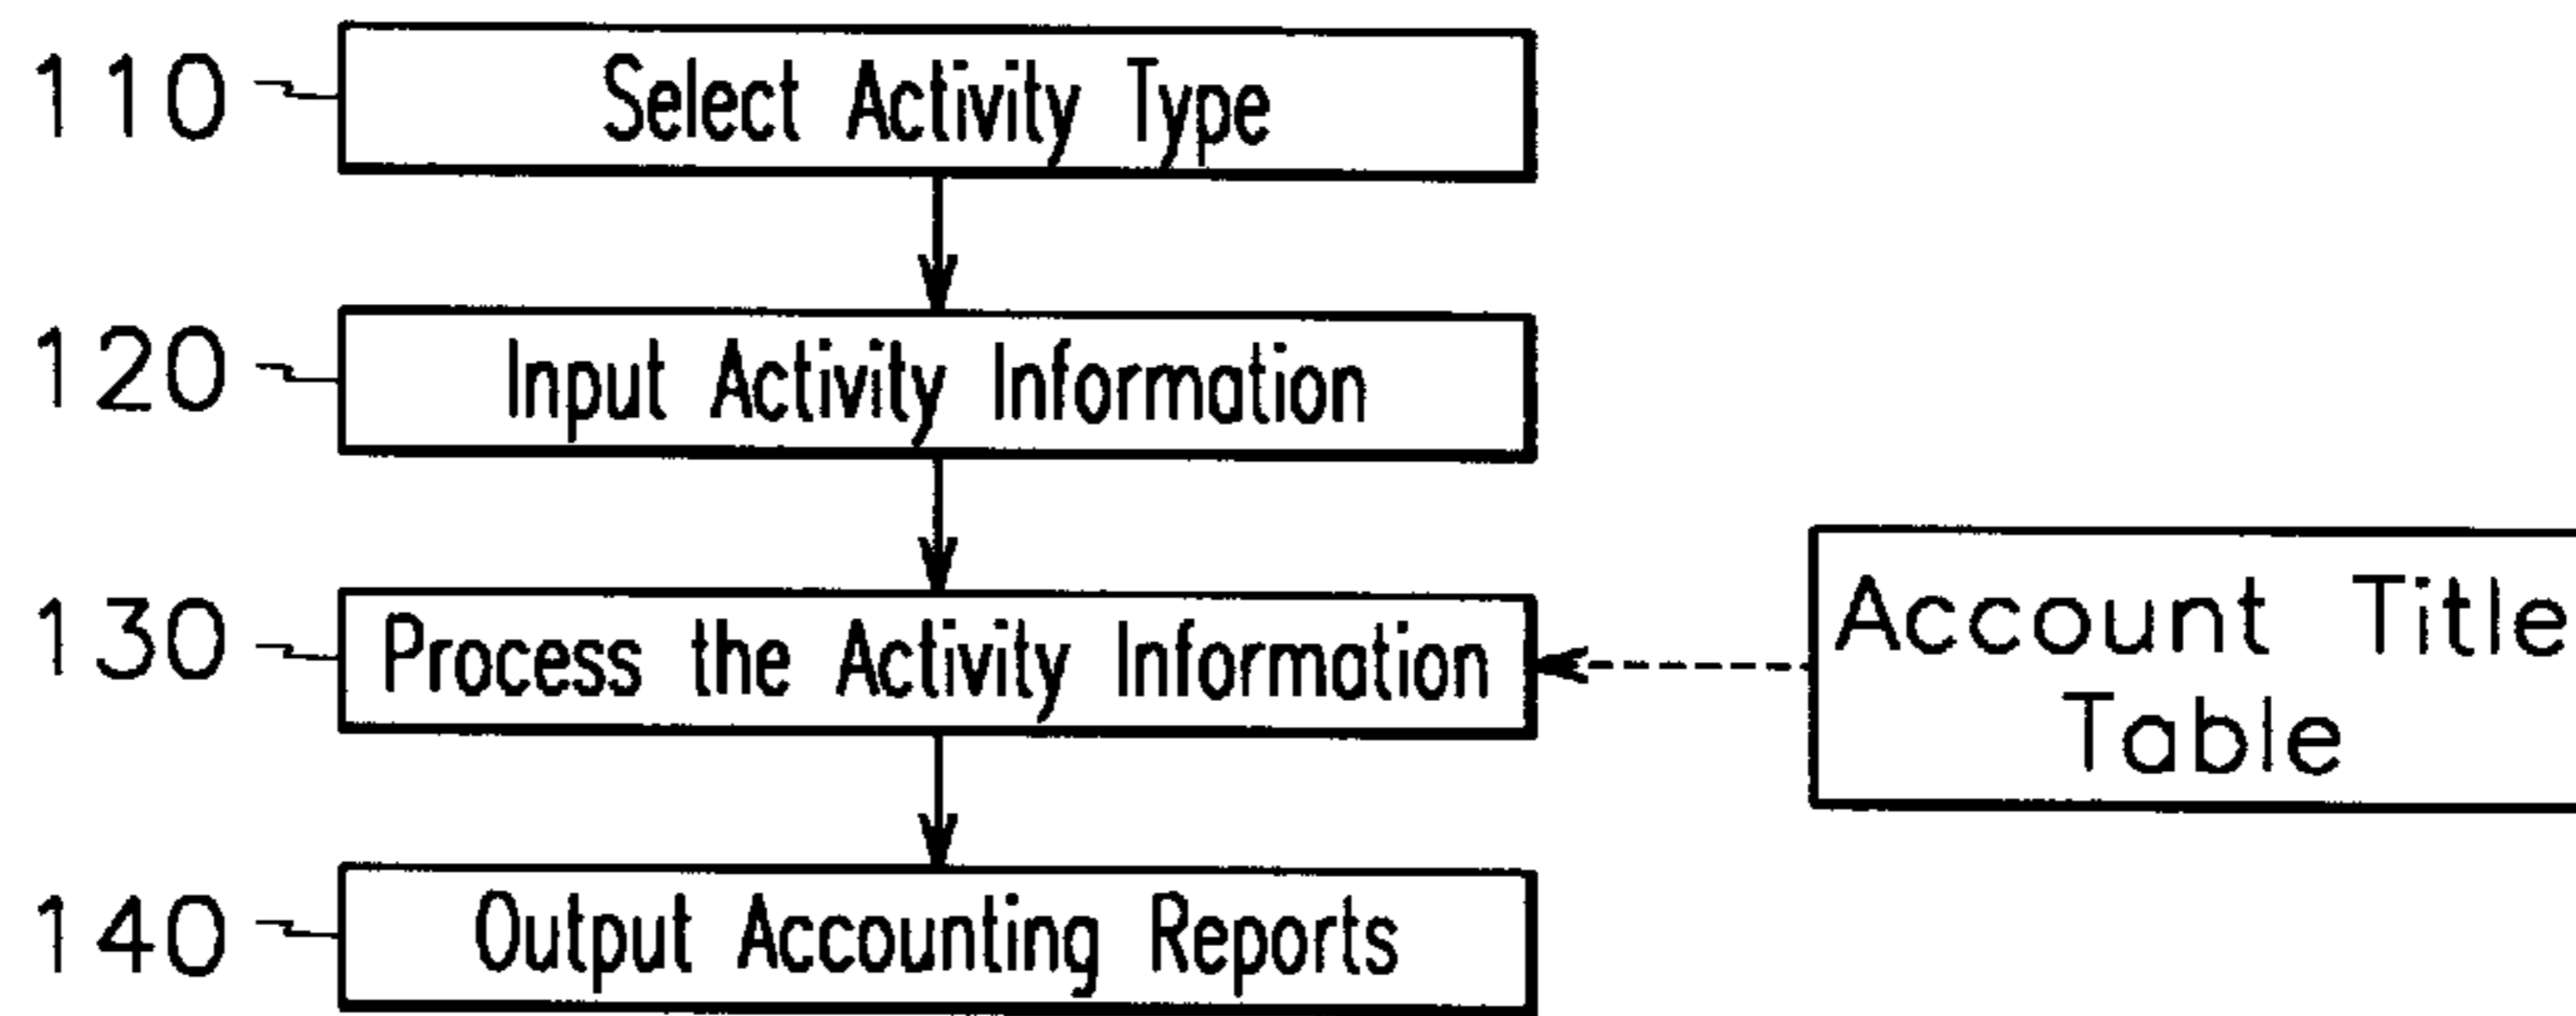 110 Select Activity Type
120 Input Activity Information
130 Process the Activity Information
Account Title
Table
140 Output Accounting Reports